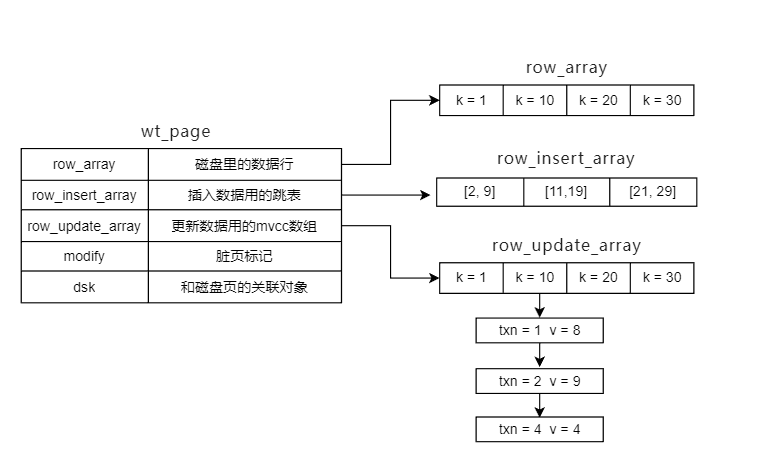 wt_page
row_array 磁盘里的数据行
row_insert_array 插入数据用的跳表
row_update_array 更新数据用的mvcc数组
modify 脏页标记
dsk 和磁盘页的关联对象
row_array
k = 1 k = 10 k = 20 k = 30
row_insert_array
[2, 9] [11,19] [21, 29]
row_update_array
k = 1 k = 10 k = 20 k = 30
txn = 1 v = 8
txn = 2 v = 9
txn = 4 v = 4